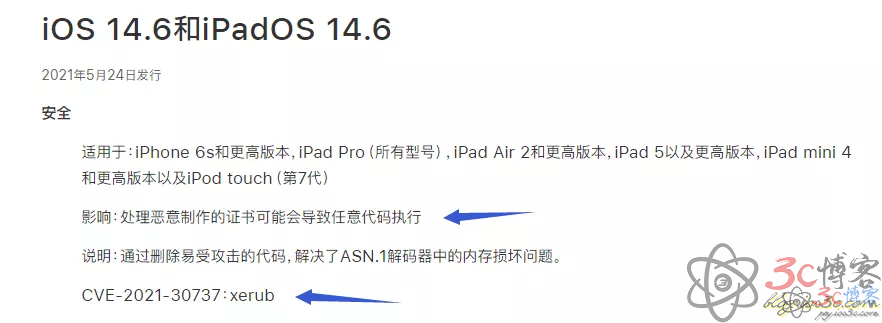 iOS 14.6和iPadOS 14.6
2021年5月24日发行
安全
适用于：iPhone 6s和更高版本，iPad Pro（所有型号），iPad Air 2和更高版本，iPad 5以及更高版本，iPad mini 4
和更高版本以及iPod touch（第7代）
影响：处理恶意制作的证书可能会导致任意代码执行
说明：通过删除易受攻击的代码，解决了ASN.1解码器中的内存损坏问题。
CVE-2021-30737：xerub
3c博客
3c博客